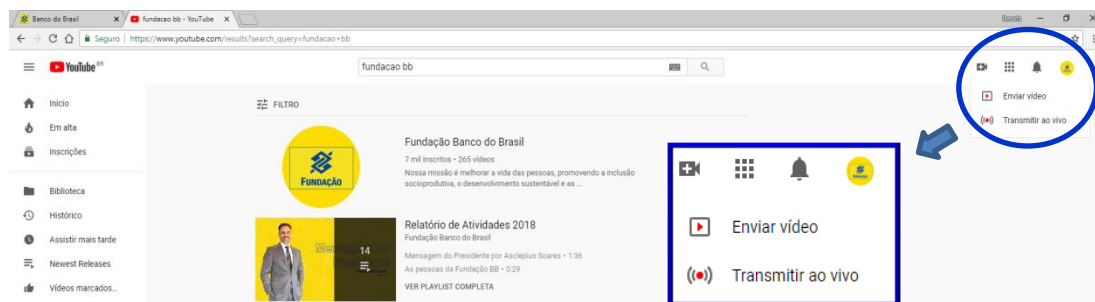 Banco do Brasil
fundacao bb - YouTube
Seguro
https://www.youtube.com/results?search_query=fundacao+bb
YouTube BR
fundacao bb
Enviar vídeo
Transmitir ao vivo
Início
Em alta
Inscrições
Biblioteca
Histórico
Assistir mais tarde
Newest Releases
Vídeos marcados...
FILTRO
FUNDAÇÃO
Fundação Banco do Brasil
7 mil inscritos • 265 vídeos
Nossa missão é melhorar a vida das pessoas, promovendo a inclusão
socioprodutiva, o desenvolvimento sustentável e as ...
14
Relatório de Atividades 2018
Fundação Banco do Brasil
Mensagem do Presidente por Asclepius Soares • 1:36
As pessoas da Fundação BB • 0:29
VER PLAYLIST COMPLETA
Enviar vídeo
Transmitir ao vivo